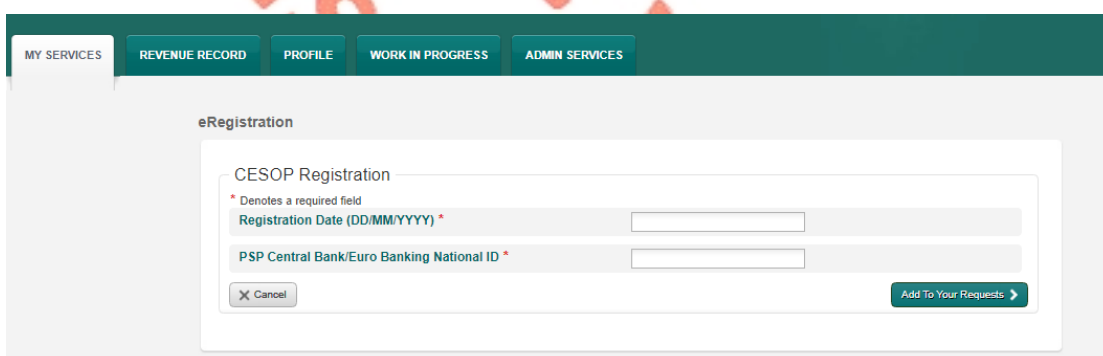 MY SERVICES REVENUE RECORD PROFILE WORK IN PROGRESS ADMIN SERVICES
eRegistration
CESOP Registration
* Denotes a required field
Registration Date (DD/MM/YYYY) *
PSP Central Bank/Euro Banking National ID *
Cancel Add To Your Requests